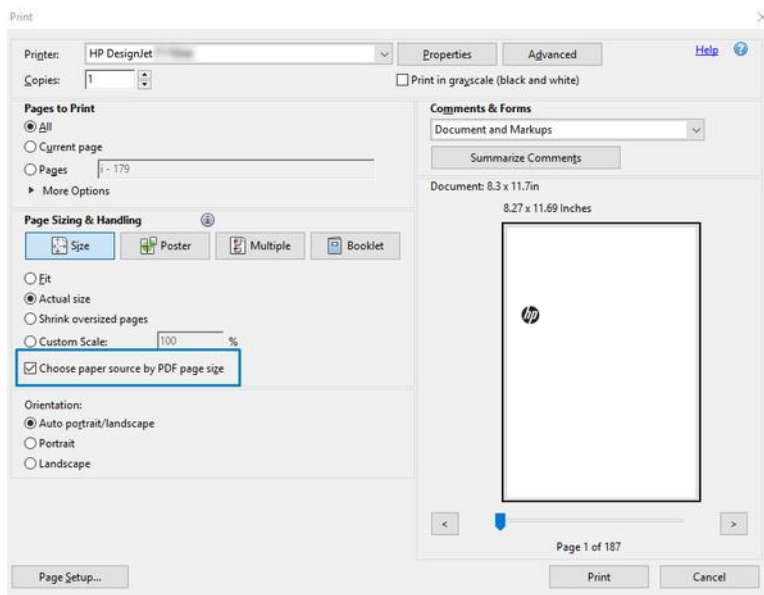 Print
Printer: HP DesignJet Properties Advanced Help
Copies: 1 Print in grayscale (black and white)
Pages to Print
All
Current page
Pages i - 179
More Options
Comments & Forms
Document and Markups
Summarize Comments
Page Sizing & Handling
Size Poster Multiple Booklet
Fit
Actual size
Shrink oversized pages
Custom Scale: 100 %
Choose paper source by PDF page size
Orientation:
Auto portrait/landscape
Portrait
Landscape
Document: 8.3 x 11.7in
8.27 x 11.69 Inches
hp
< >
Page 1 of 187
Page Setup... Print Cancel